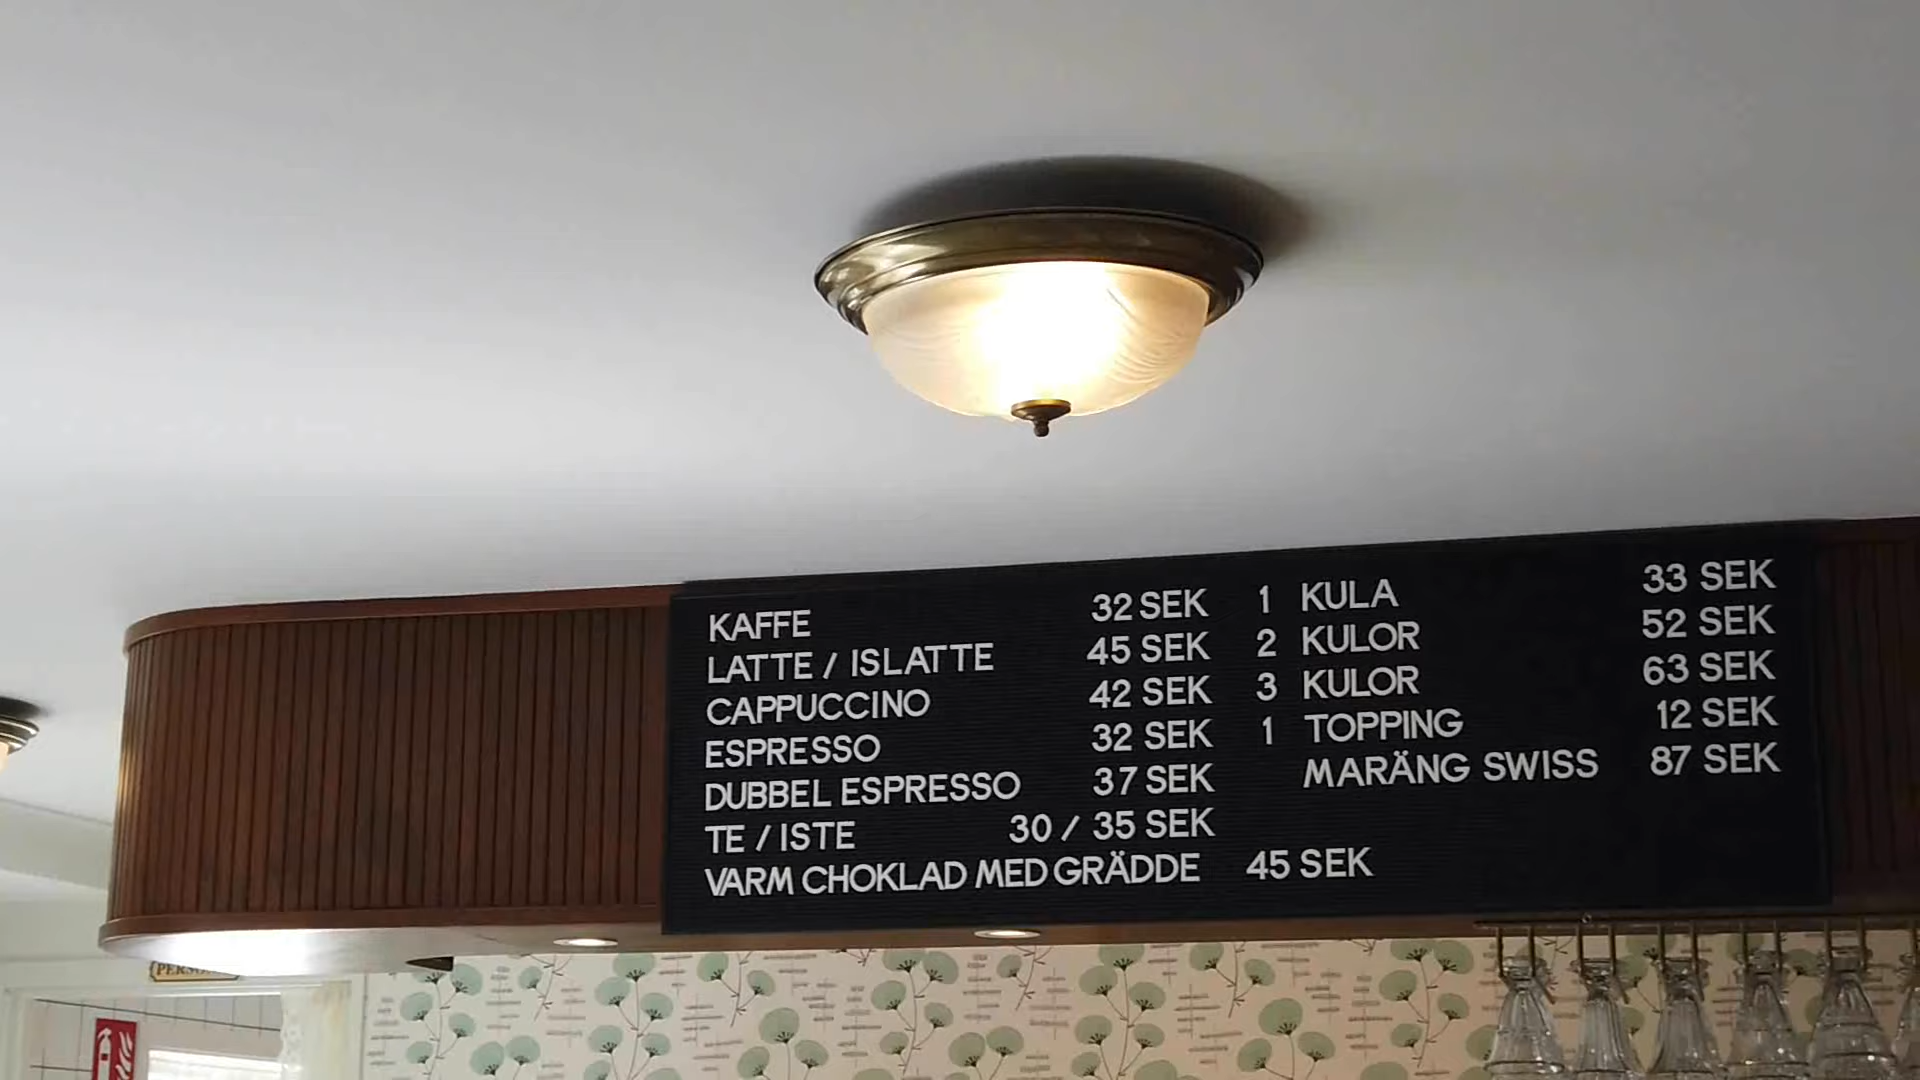 KAFFE 32 SEK
LATTE / ISLATTE 45 SEK
CAPPUCCINO 42 SEK
ESPRESSO 32 SEK
DUBBEL ESPRESSO 37 SEK
TE / ISTE 30 / 35 SEK
VARM CHOKLAD MED GRÄDDE 45 SEK
1 KULA 33 SEK
2 KULOR 52 SEK
3 KULOR 63 SEK
1 TOPPING 12 SEK
MARÄNG SWISS 87 SEK